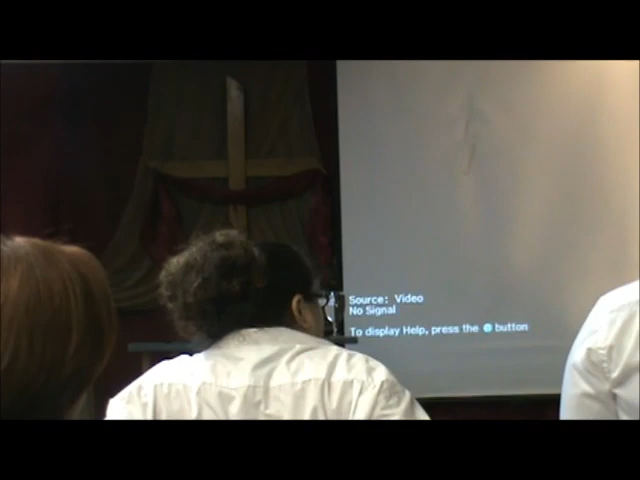 Source: Video
No Signal
To display Help, press the ? button